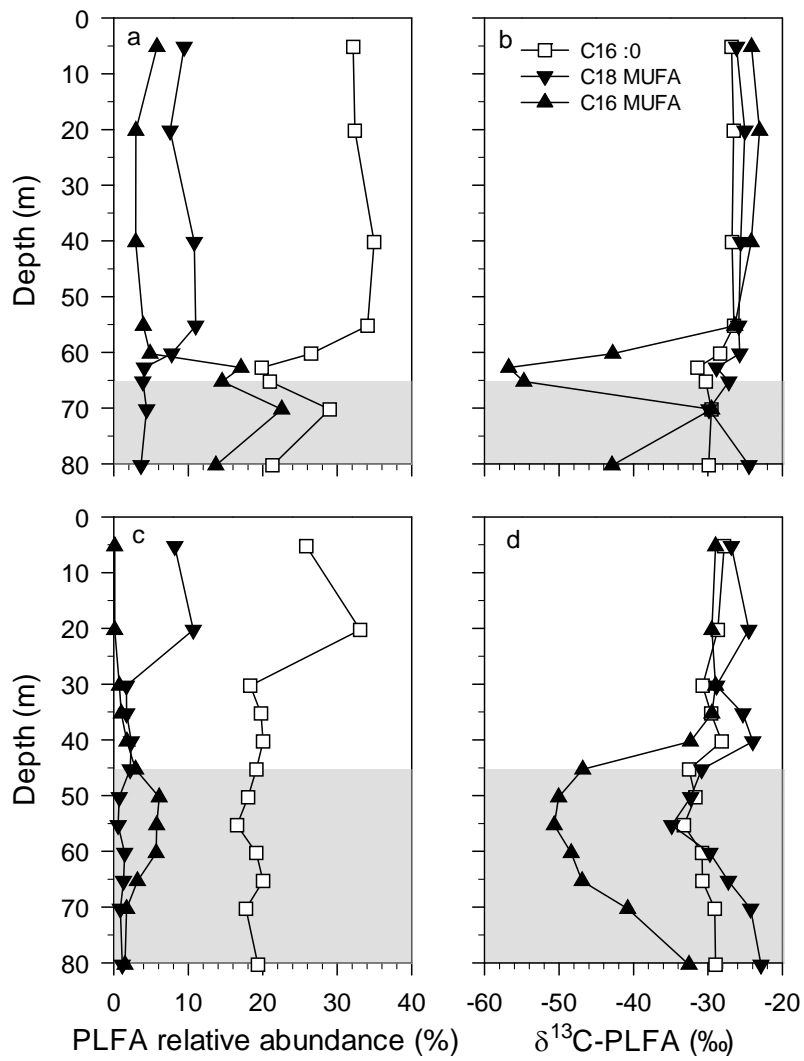 a
b
C16 :0
C18 MUFA
C16 MUFA
0
10
20
30
40
50
60
70
80
Depth (m)
c
d
0
10
20
30
40
50
60
70
80
Depth (m)
0 10 20 30 40
-60 -50 -40 -30 -20
PLFA relative abundance (%)
δ13C-PLFA (‰)